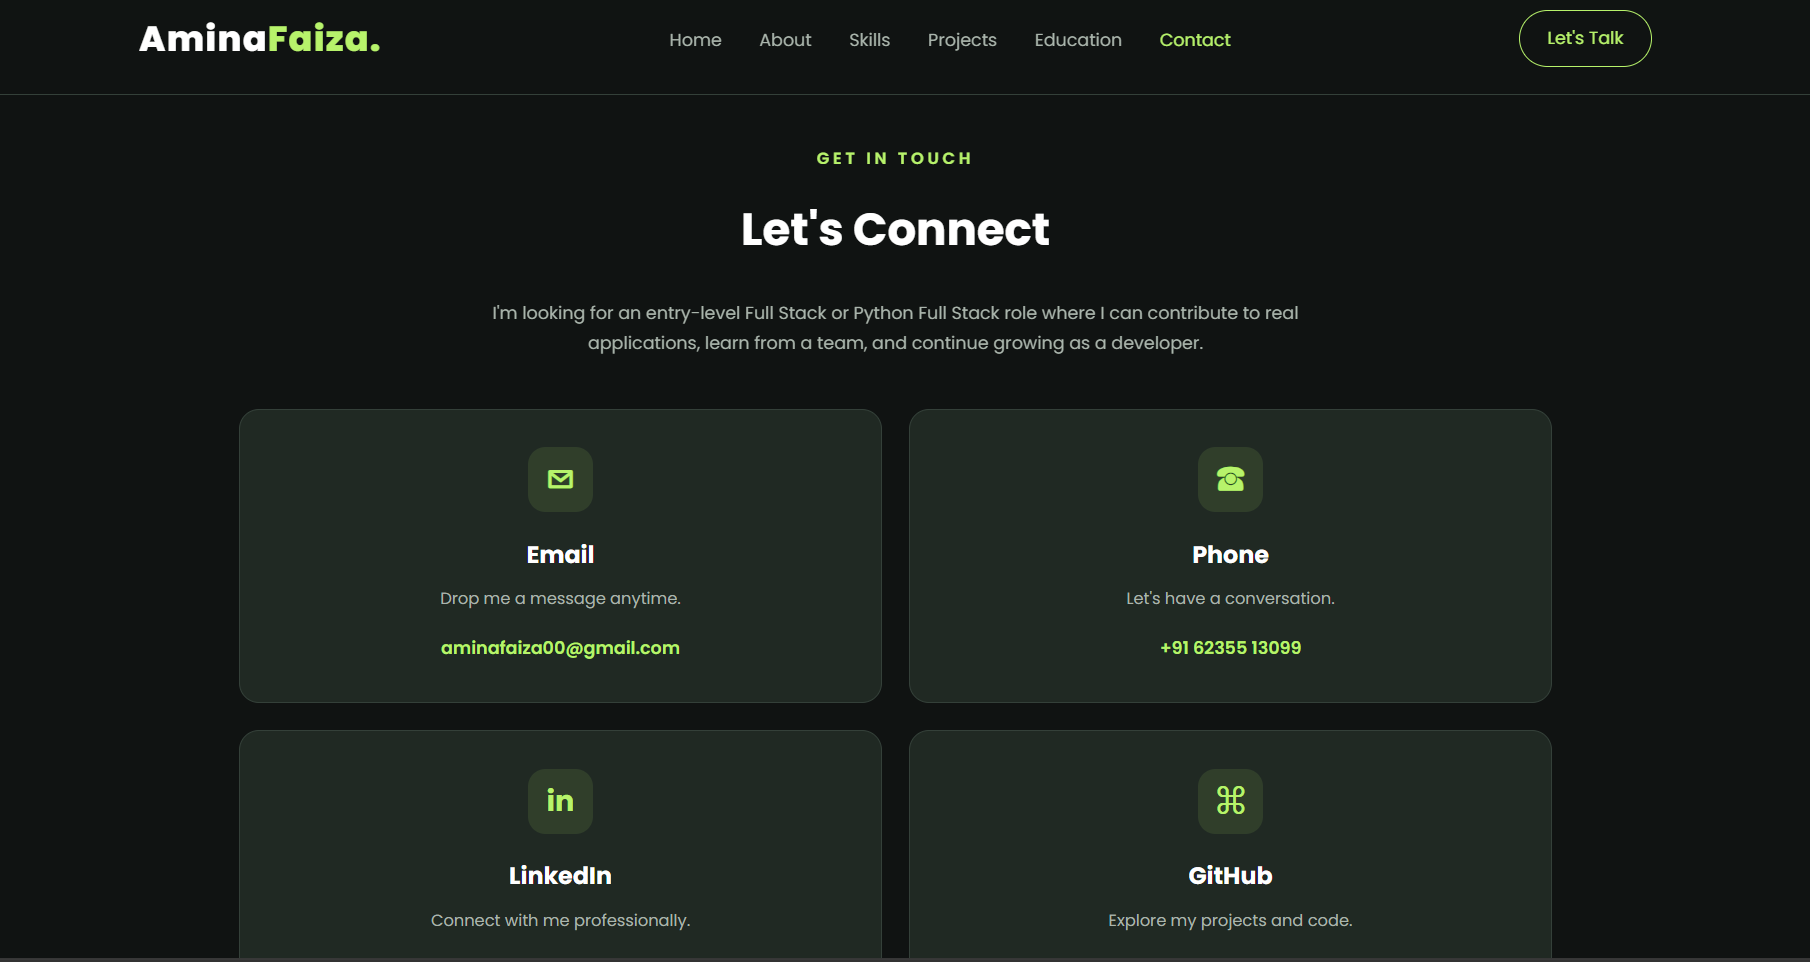 AminaFaiza.
Home About Skills Projects Education Contact
Let's Talk
GET IN TOUCH
Let's Connect
I'm looking for an entry-level Full Stack or Python Full Stack role where I can contribute to real
applications, learn from a team, and continue growing as a developer.
Email
Drop me a message anytime.
aminafaiza00@gmail.com
Phone
Let's have a conversation.
+91 62355 13099
in
LinkedIn
Connect with me professionally.
⌘
GitHub
Explore my projects and code.